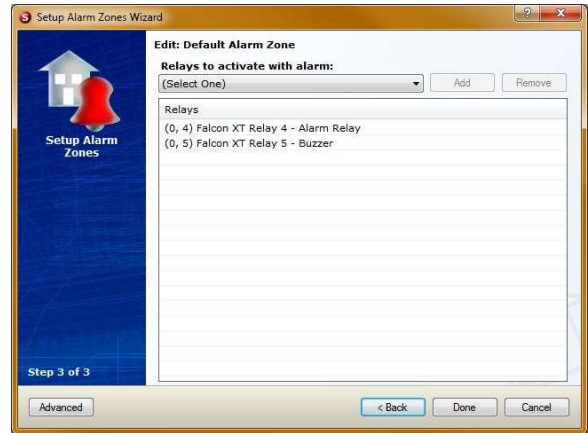 Setup Alarm Zones Wizard
Edit: Default Alarm Zone
Relays to activate with alarm:
(Select One)
Add
Remove
Relays
(0, 4) Falcon XT Relay 4 - Alarm Relay
(0, 5) Falcon XT Relay 5 - Buzzer
Setup Alarm
Zones
Step 3 of 3
Advanced
< Back
Done
Cancel